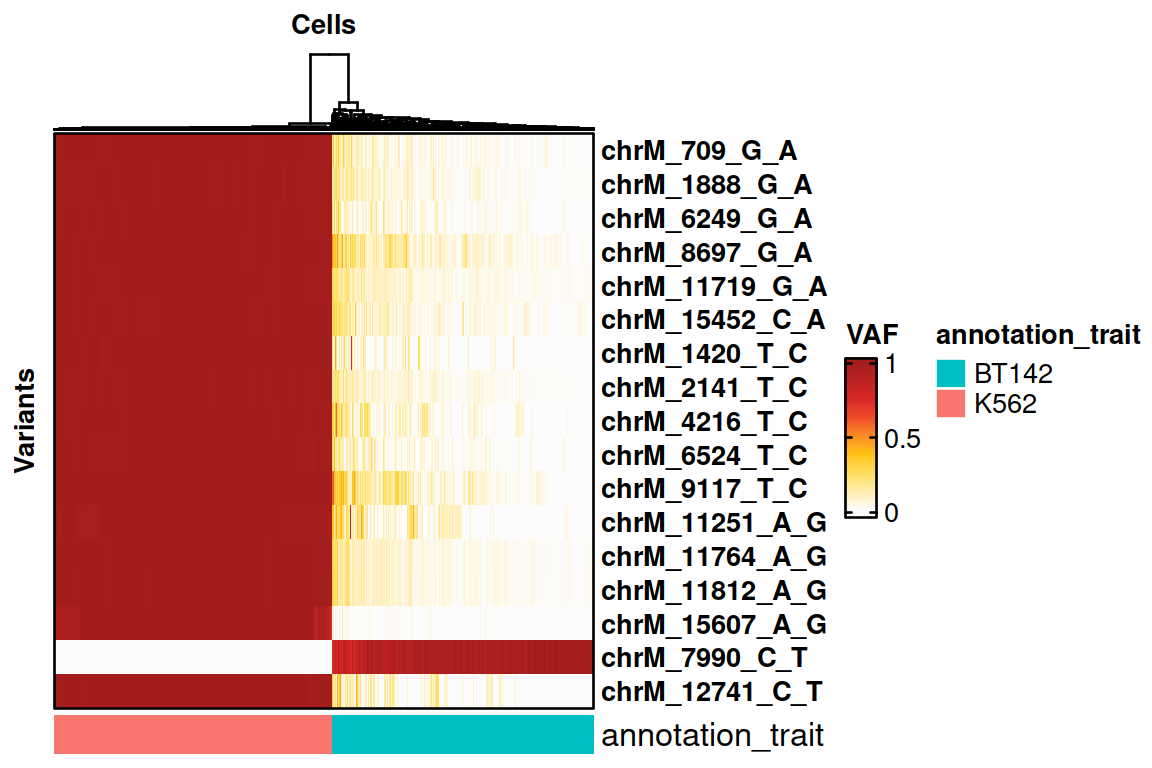 Cells
Variants
chrM_709_G_A
chrM_1888_G_A
chrM_6249_G_A
chrM_8697_G_A
chrM_11719_G_A
chrM_15452_C_A
chrM_1420_T_C
chrM_2141_T_C
chrM_4216_T_C
chrM_6524_T_C
chrM_9117_T_C
chrM_11251_A_G
chrM_11764_A_G
chrM_11812_A_G
chrM_15607_A_G
chrM_7990_C_T
chrM_12741_C_T
annotation_trait
VAF
1
0.5
0
annotation_trait
BT142
K562